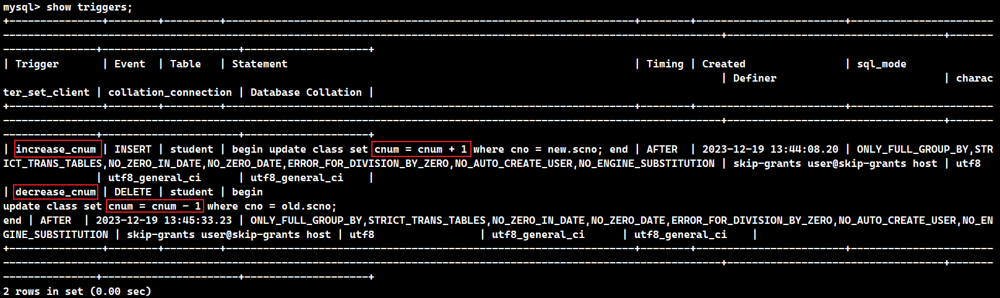 mysql> show triggers;
+---------------+--------+---------+------------------------------------------------------------------+--------+------------------------+-----------------------
--------------------------------------------------------------------------------------------------------------------+-----------------------------------+-------
---------------+----------------------+--------------------+
| Trigger       | Event  | Table   | Statement                                                        | Timing | Created                | sql_mode
                                                                                                                    | Definer                           | charac
ter_set_client | collation_connection | Database Collation |
+---------------+--------+---------+------------------------------------------------------------------+--------+------------------------+-----------------------
--------------------------------------------------------------------------------------------------------------------+-----------------------------------+-------
---------------+----------------------+--------------------+
| increase_cnum | INSERT | student | begin update class set cnum = cnum + 1 where cno = new.scno; end | AFTER  | 2023-12-19 13:44:08.20 | ONLY_FULL_GROUP_BY,STR
ICT_TRANS_TABLES,NO_ZERO_IN_DATE,NO_ZERO_DATE,ERROR_FOR_DIVISION_BY_ZERO,NO_AUTO_CREATE_USER,NO_ENGINE_SUBSTITUTION | skip-grants user@skip-grants host | utf8
               | utf8_general_ci      | utf8_general_ci    |
| decrease_cnum | DELETE | student | begin
update class set cnum = cnum - 1 where cno = old.scno;
end | AFTER  | 2023-12-19 13:45:33.23 | ONLY_FULL_GROUP_BY,STRICT_TRANS_TABLES,NO_ZERO_IN_DATE,NO_ZERO_DATE,ERROR_FOR_DIVISION_BY_ZERO,NO_AUTO_CREATE_USER,NO_EN
GINE_SUBSTITUTION | skip-grants user@skip-grants host | utf8                 | utf8_general_ci      | utf8_general_ci    |
+---------------+--------+---------+------------------------------------------------------------------+--------+------------------------+-----------------------
--------------------------------------------------------------------------------------------------------------------+-----------------------------------+-------
---------------+----------------------+--------------------+
2 rows in set (0.00 sec)